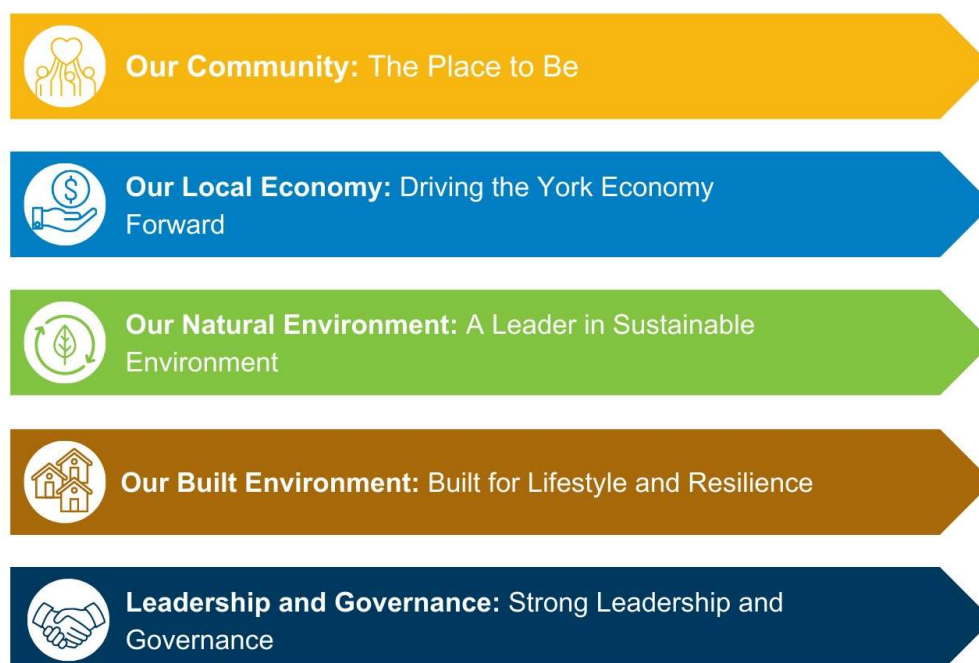 Our Community: The Place to Be
Our Local Economy: Driving the York Economy
Forward
Our Natural Environment: A Leader in Sustainable
Environment
Our Built Environment: Built for Lifestyle and Resilience
Leadership and Governance: Strong Leadership and
Governance